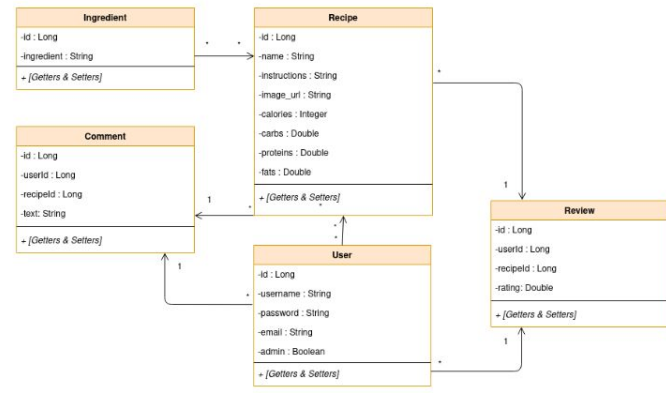 Ingredient
-id : Long
-ingredient : String
+ [Getters & Setters]
*
*
Recipe
-id : Long
-name : String
-instructions : String
-image_url : String
-calories : Integer
-carbs : Double
-proteins : Double
-fats : Double
+ [Getters & Setters]
*
1
Comment
-id : Long
-userId : Long
-recipeId : Long
-text: String
+ [Getters & Setters]
1
*
*
*
*
1
*
User
-id : Long
-username : String
-password : String
-email : String
-admin : Boolean
+ [Getters & Setters]
Review
-id : Long
-userId : Long
-recipeId : Long
-rating: Double
+ [Getters & Setters]
1
*